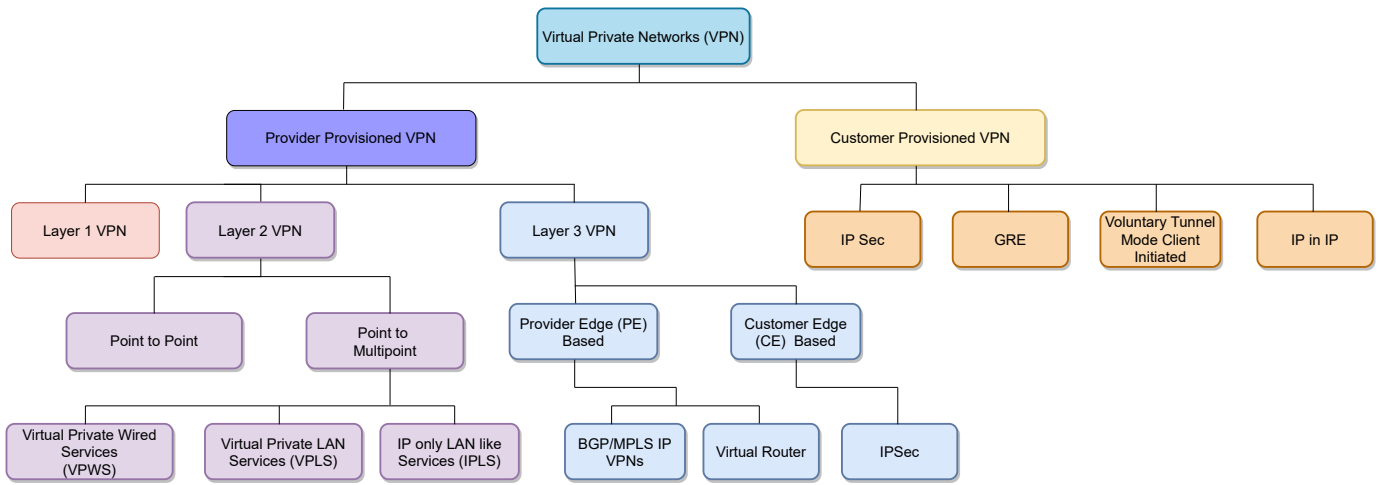 Virtual Private Networks (VPN)
Provider Provisioned VPN
Customer Provisioned VPN
Layer 1 VPN
Layer 2 VPN
Layer 3 VPN
IP Sec
GRE
Voluntary Tunnel
Mode Client
Initiated
IP in IP
Point to Point
Point to
Multipoint
Provider Edge (PE)
Based
Customer Edge
(CE) Based
Virtual Private Wired
Services
(VPWS)
Virtual Private LAN
Services (VPLS)
IP only LAN like
Services (IPLS)
BGP/MPLS IP
VPNs
Virtual Router
IPSec